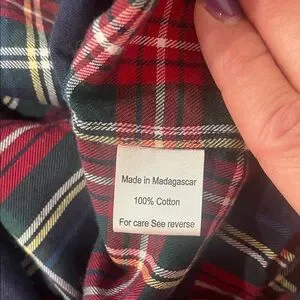 Made in Madagascar
100% Cotton
For care See reverse